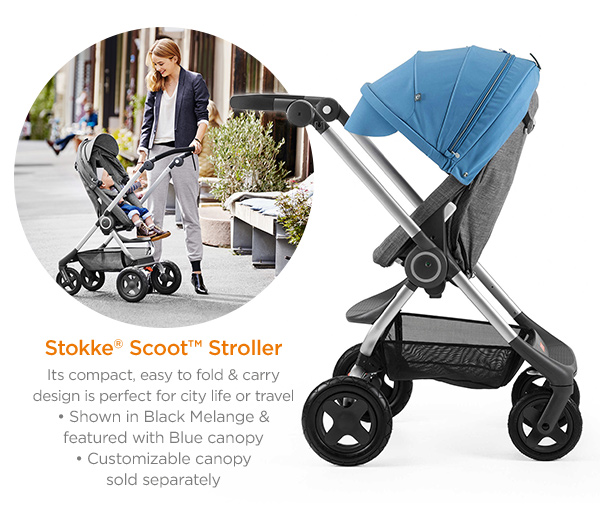 Stokke® Scoot™ Stroller
Its compact, easy to fold & carry
design is perfect for city life or travel
• Shown in Black Melange &
featured with Blue canopy
• Customizable canopy
sold separately